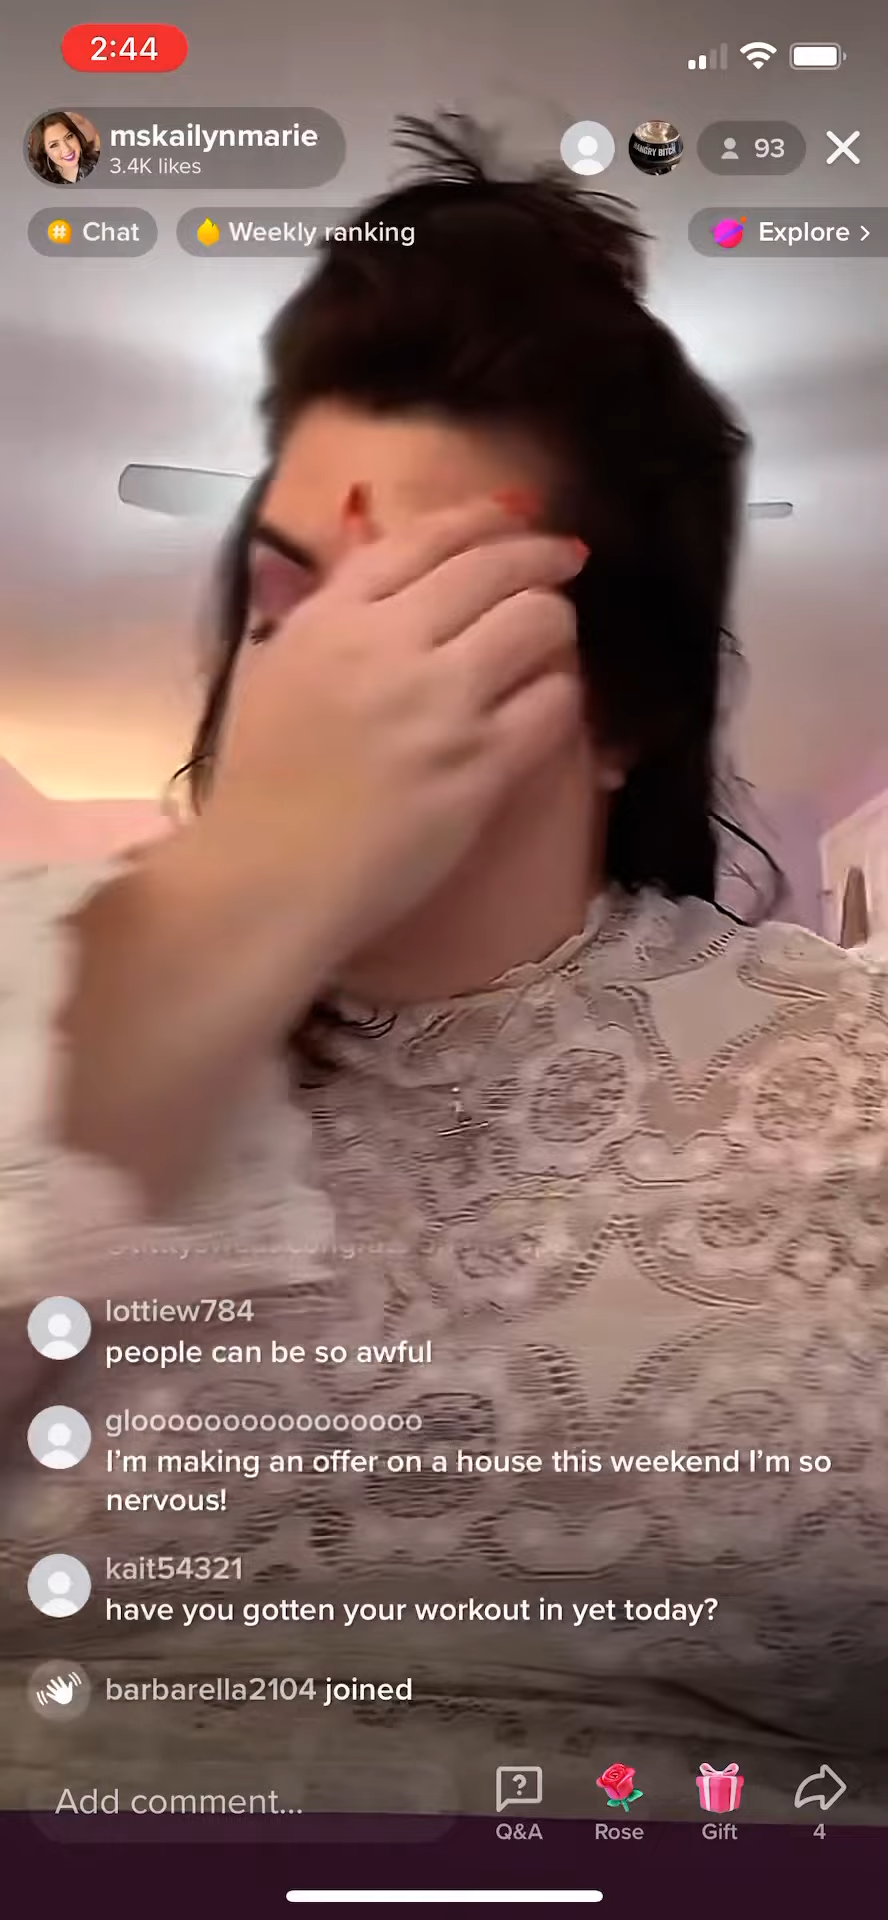 2:44
mskailynmarie
3.4K likes
93
Chat
Weekly ranking
Explore >
lottiew784
people can be so awful
gloooooooooooooooo
I'm making an offer on a house this weekend I'm so
nervous!
kait54321
have you gotten your workout in yet today?
barbarella2104 joined
Add comment...
Q&A
Rose
Gift
4